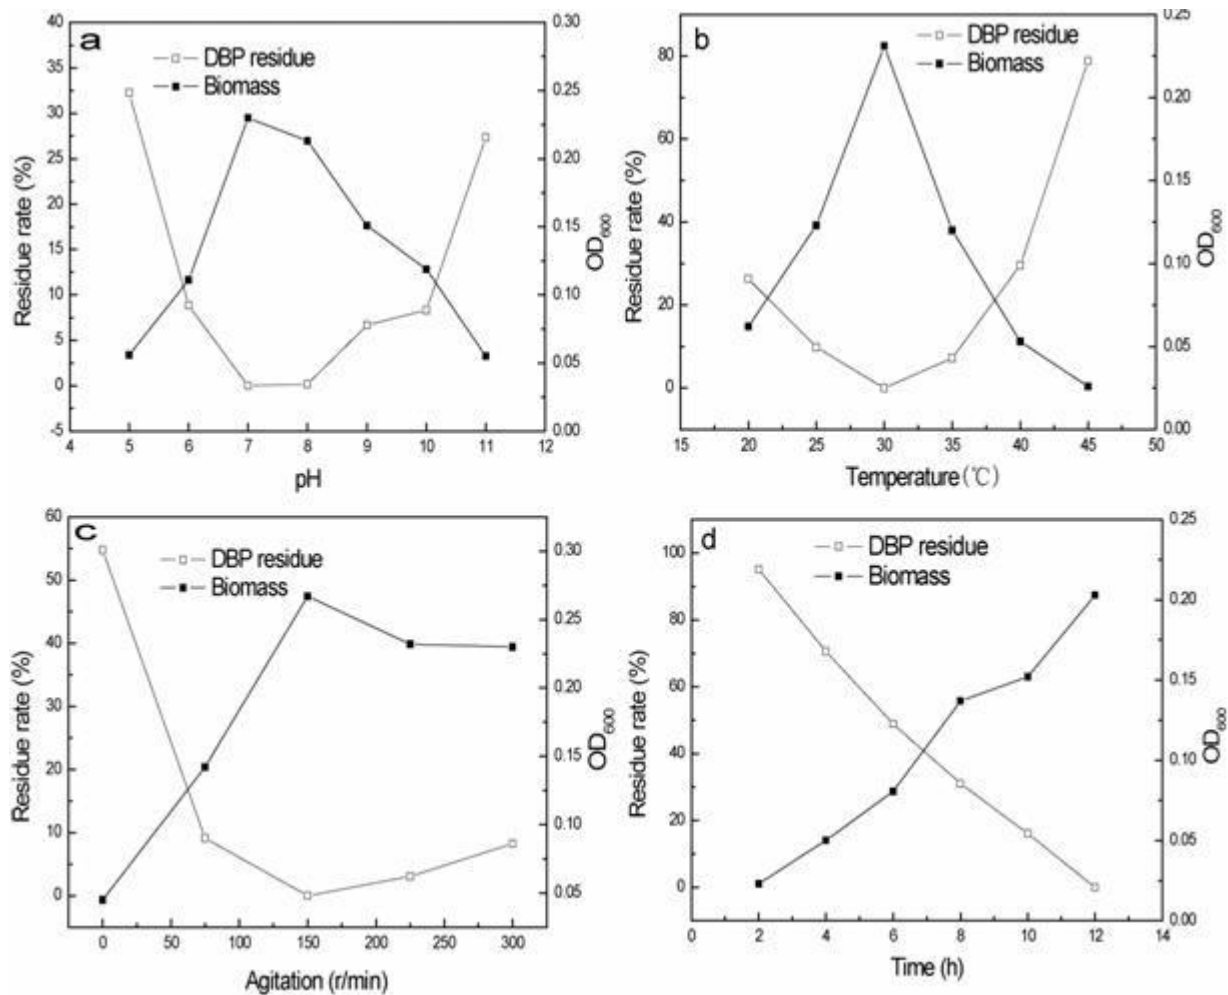 a
DBP residue
Biomass
40
35
30
25
20
15
10
5
0
-5
0.30
0.25
0.20
0.15
0.10
0.05
0.00
Residue rate (%)
OD600
4 5 6 7 8 9 10 11 12
pH
b
DBP residue
Biomass
80
60
40
20
0
0.25
0.20
0.15
0.10
0.05
0.00
Residue rate (%)
OD600
15 20 25 30 35 40 45 50
Temperature(℃)
c
DBP residue
Biomass
60
50
40
30
20
10
0
0.30
0.25
0.20
0.15
0.10
0.05
Residue rate (%)
OD600
0 50 75 100 150 200 250 300
Agitation (r/min)
d
DBP residue
Biomass
100
80
60
40
20
0
0.25
0.20
0.15
0.10
0.05
0.00
Residue rate (%)
OD600
0 2 4 6 8 10 12 14
Time (h)